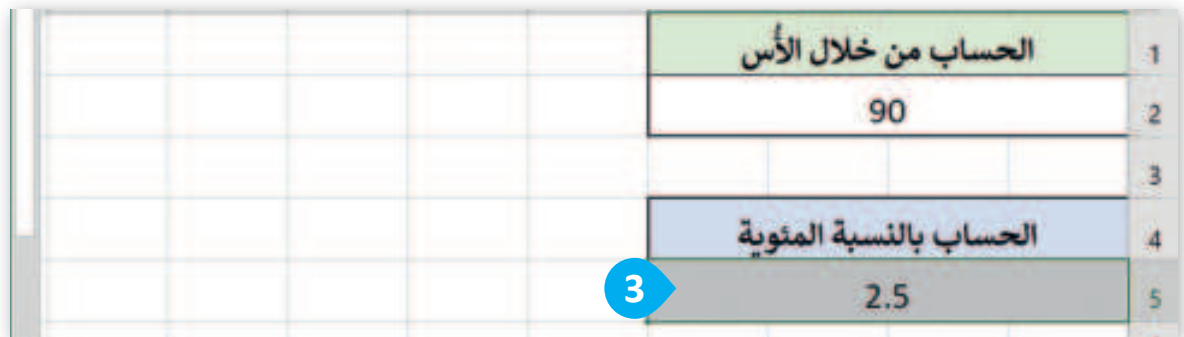 1 الحساب من خلال الأُس
2 90
3
4 الحساب بالنسبة المئوية
5 2.5 3